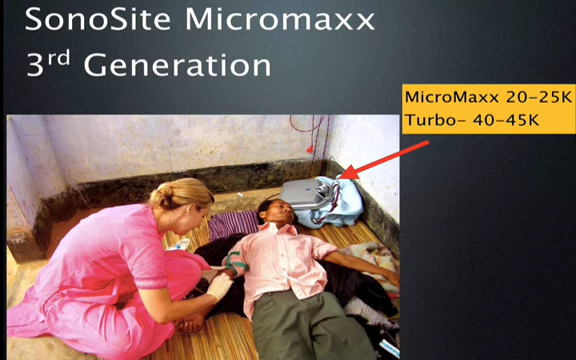 SonoSite Micromaxx
3rd Generation
MicroMaxx 20-25K
Turbo- 40-45K